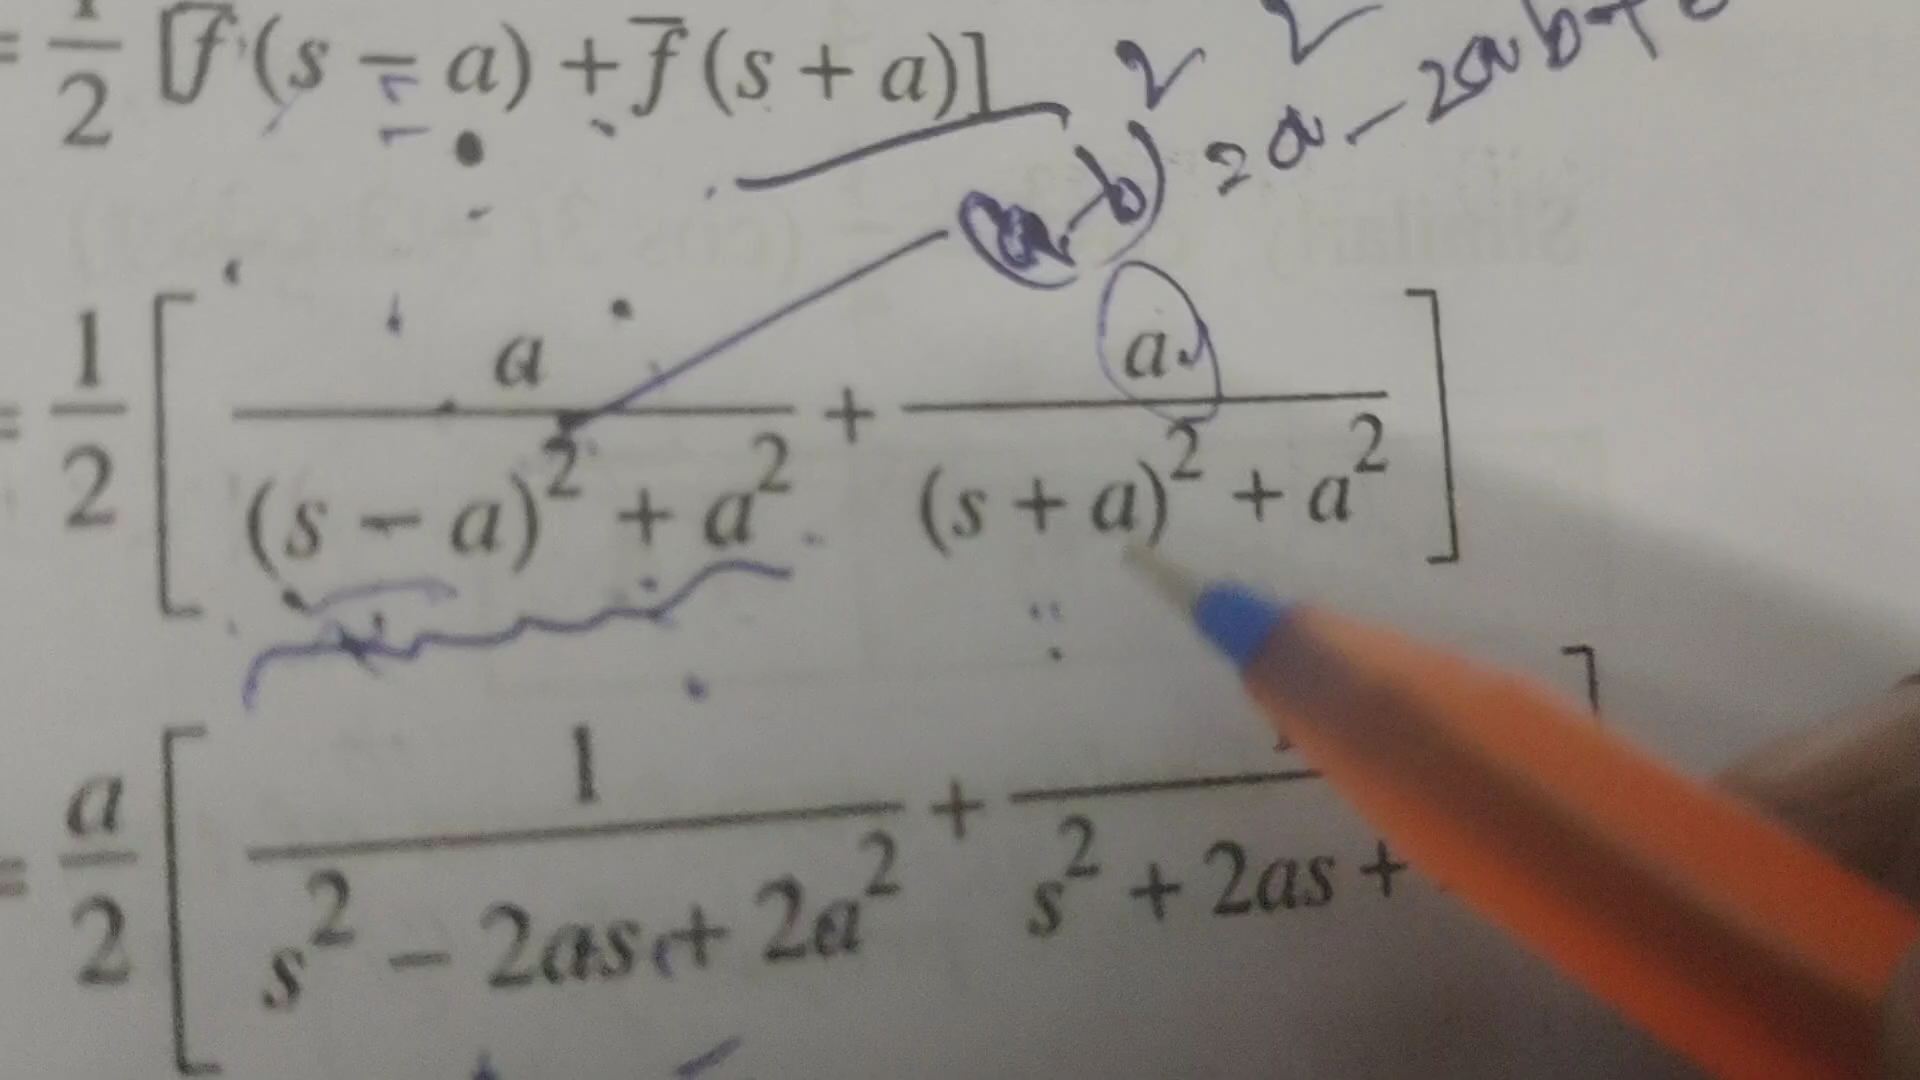 = 1/2 [f̅ (s − a) + f̅ (s + a)]
(a-b)² = a² - 2ab +
= 1/2 [ a / ((s − a)² + a²) + a / ((s + a)² + a²) ]
= a/2 [ 1 / (s² − 2as + 2a²) + 1 / (s² + 2as + ]